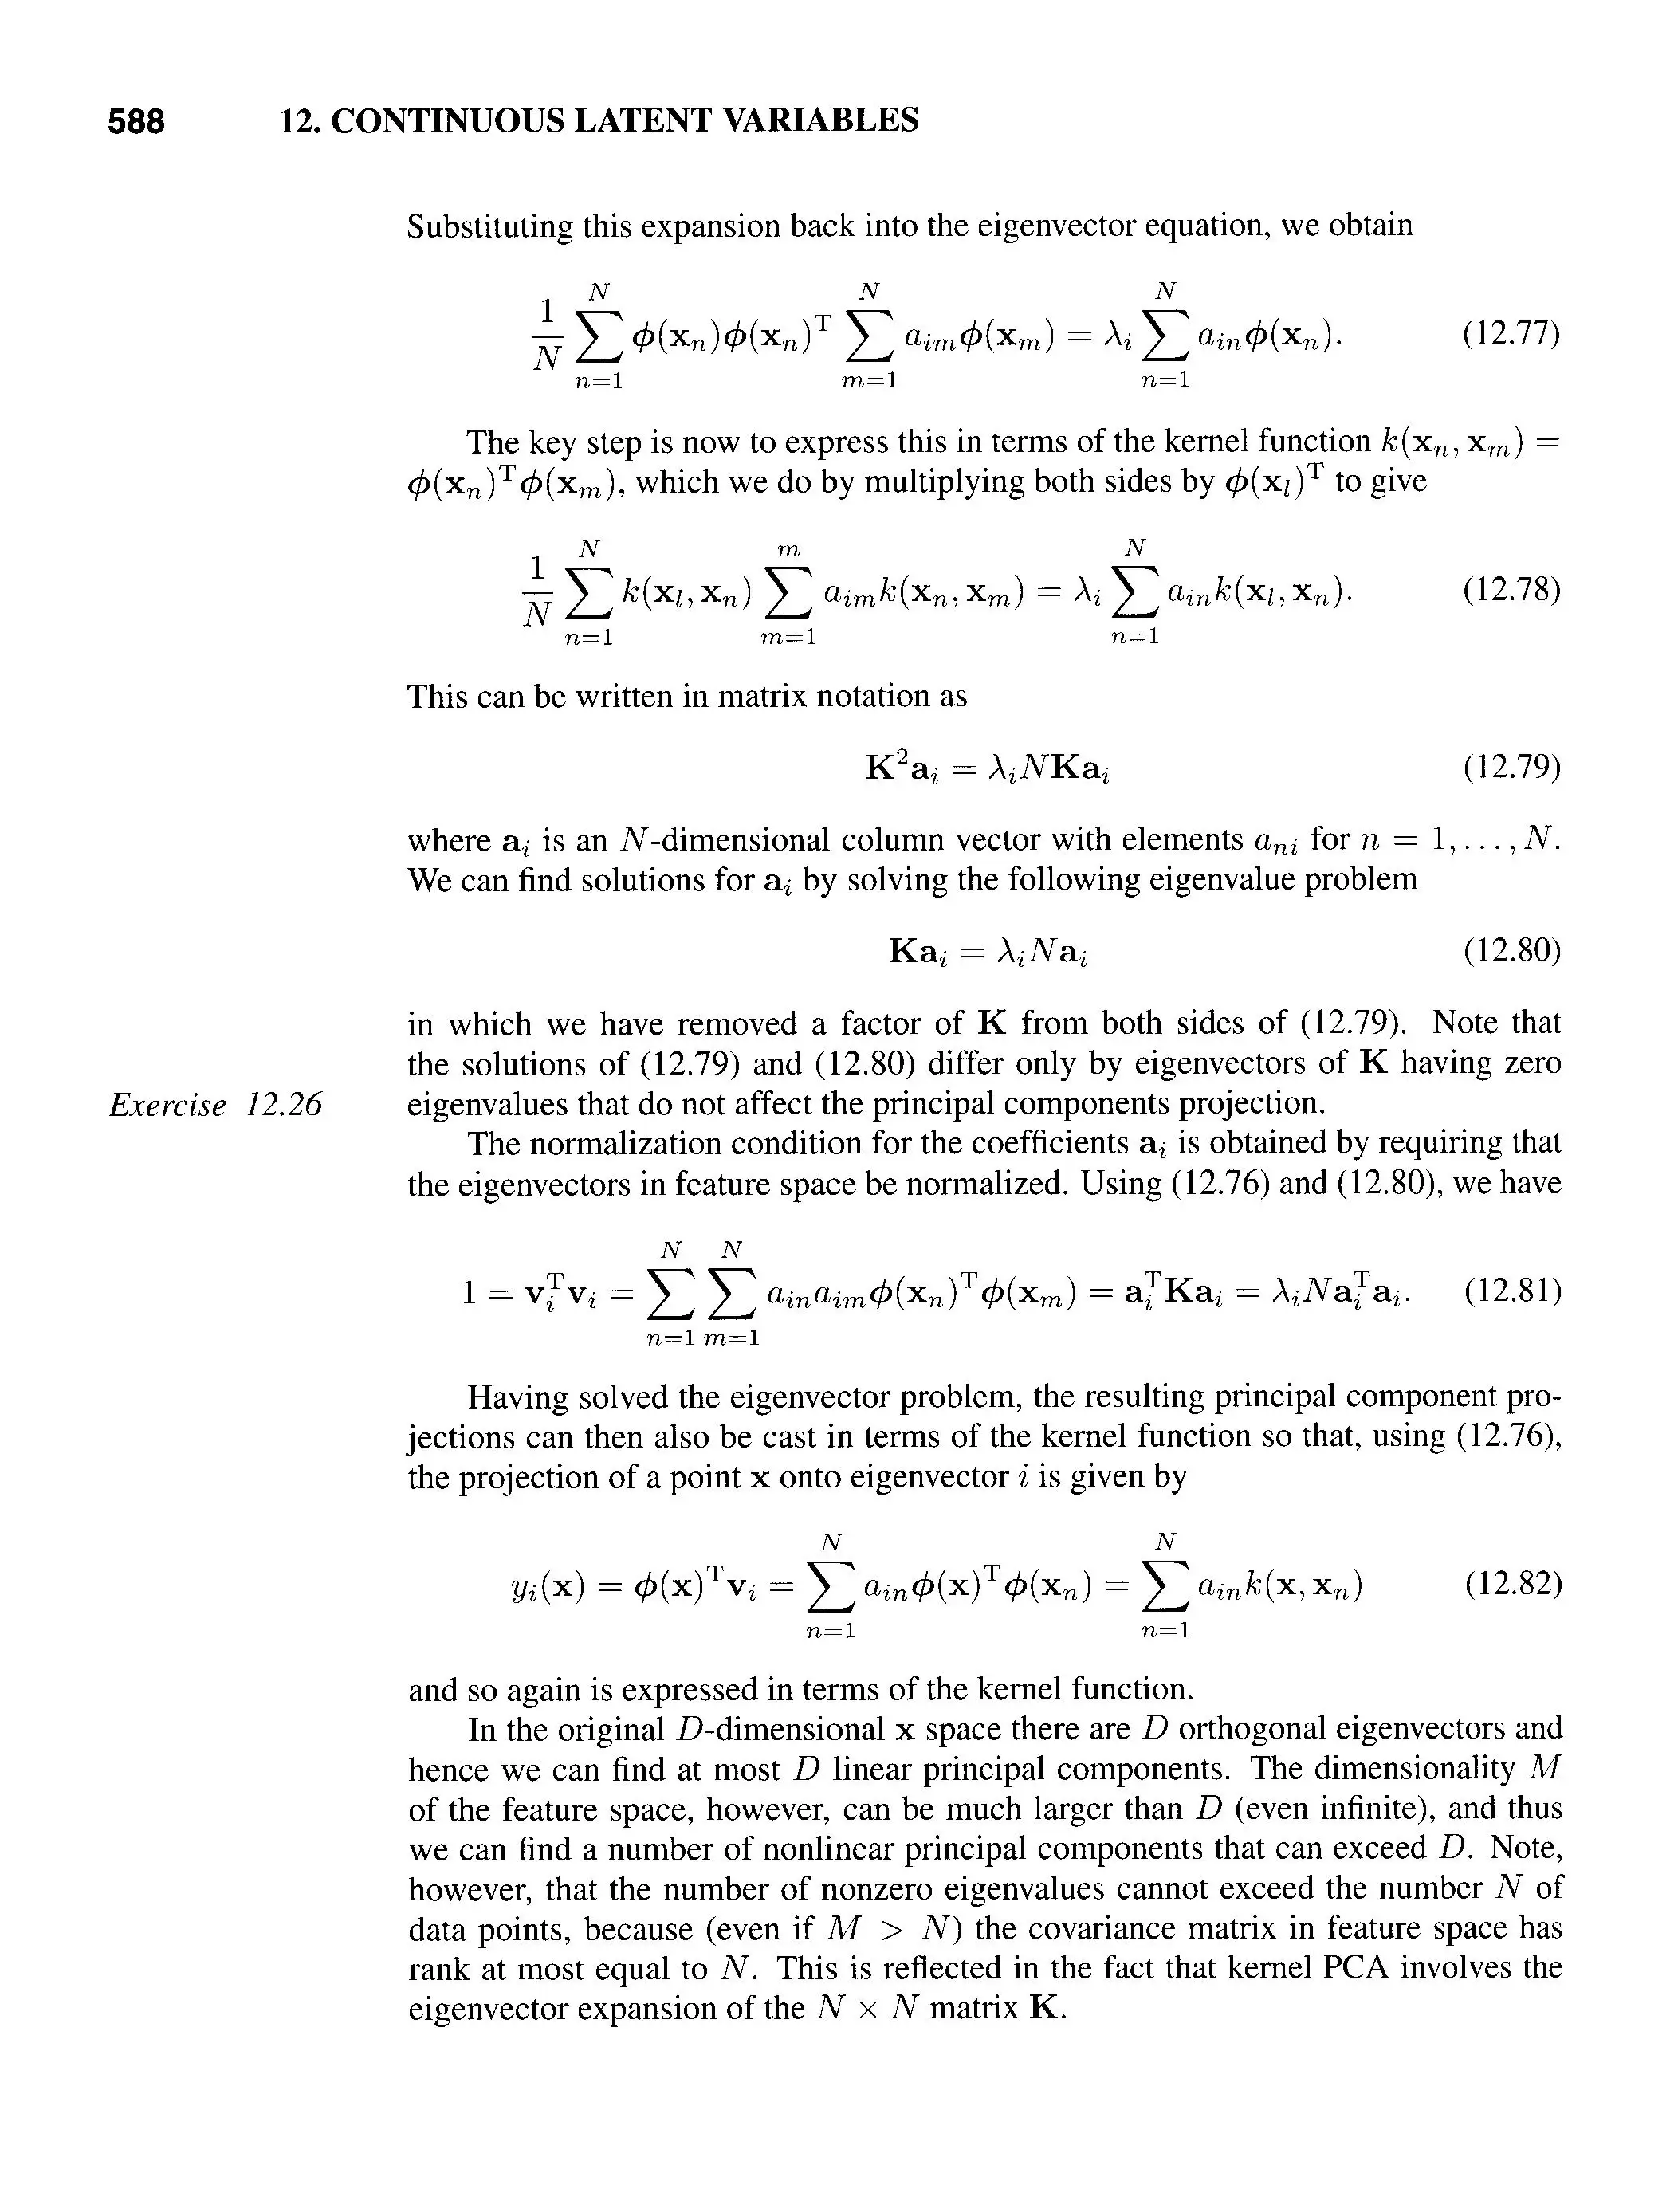 588 12. CONTINUOUS LATENT VARIABLES
Substituting this expansion back into the eigenvector equation, we obtain
$$\frac{1}{N} \sum_{n=1}^{N} \boldsymbol{\phi}(\mathbf{x}_n)\boldsymbol{\phi}(\mathbf{x}_n)^{\mathrm{T}} \sum_{m=1}^{N} a_{im}\boldsymbol{\phi}(\mathbf{x}_m) = \lambda_i \sum_{n=1}^{N} a_{in}\boldsymbol{\phi}(\mathbf{x}_n). \quad (12.77)$$
The key step is now to express this in terms of the kernel function $k(\mathbf{x}_n, \mathbf{x}_m) =$
$\boldsymbol{\phi}(\mathbf{x}_n)^{\mathrm{T}}\boldsymbol{\phi}(\mathbf{x}_m)$, which we do by multiplying both sides by $\boldsymbol{\phi}(\mathbf{x}_l)^{\mathrm{T}}$ to give
$$\frac{1}{N} \sum_{n=1}^{N} k(\mathbf{x}_l, \mathbf{x}_n) \sum_{m=1}^{m} a_{im}k(\mathbf{x}_n, \mathbf{x}_m) = \lambda_i \sum_{n=1}^{N} a_{in}k(\mathbf{x}_l, \mathbf{x}_n). \quad (12.78)$$
This can be written in matrix notation as
$$\mathbf{K}^2\mathbf{a}_i = \lambda_i N\mathbf{K}\mathbf{a}_i \quad (12.79)$$
where $\mathbf{a}_i$ is an $N$-dimensional column vector with elements $a_{ni}$ for $n = 1, \ldots, N$.
We can find solutions for $\mathbf{a}_i$ by solving the following eigenvalue problem
$$\mathbf{K}\mathbf{a}_i = \lambda_i N\mathbf{a}_i \quad (12.80)$$
in which we have removed a factor of $\mathbf{K}$ from both sides of (12.79). Note that
the solutions of (12.79) and (12.80) differ only by eigenvectors of $\mathbf{K}$ having zero
Exercise 12.26 eigenvalues that do not affect the principal components projection.
The normalization condition for the coefficients $\mathbf{a}_i$ is obtained by requiring that
the eigenvectors in feature space be normalized. Using (12.76) and (12.80), we have
$$1 = \mathbf{v}_i^{\mathrm{T}}\mathbf{v}_i = \sum_{n=1}^{N} \sum_{m=1}^{N} a_{in}a_{im}\boldsymbol{\phi}(\mathbf{x}_n)^{\mathrm{T}}\boldsymbol{\phi}(\mathbf{x}_m) = \mathbf{a}_i^{\mathrm{T}}\mathbf{K}\mathbf{a}_i = \lambda_i N\mathbf{a}_i^{\mathrm{T}}\mathbf{a}_i. \quad (12.81)$$
Having solved the eigenvector problem, the resulting principal component pro-
jections can then also be cast in terms of the kernel function so that, using (12.76),
the projection of a point $\mathbf{x}$ onto eigenvector $i$ is given by
$$y_i(\mathbf{x}) = \boldsymbol{\phi}(\mathbf{x})^{\mathrm{T}}\mathbf{v}_i = \sum_{n=1}^{N} a_{in}\boldsymbol{\phi}(\mathbf{x})^{\mathrm{T}}\boldsymbol{\phi}(\mathbf{x}_n) = \sum_{n=1}^{N} a_{in}k(\mathbf{x}, \mathbf{x}_n) \quad (12.82)$$
and so again is expressed in terms of the kernel function.
In the original $D$-dimensional $\mathbf{x}$ space there are $D$ orthogonal eigenvectors and
hence we can find at most $D$ linear principal components. The dimensionality $M$
of the feature space, however, can be much larger than $D$ (even infinite), and thus
we can find a number of nonlinear principal components that can exceed $D$. Note,
however, that the number of nonzero eigenvalues cannot exceed the number $N$ of
data points, because (even if $M > N$) the covariance matrix in feature space has
rank at most equal to $N$. This is reflected in the fact that kernel PCA involves the
eigenvector expansion of the $N \times N$ matrix $\mathbf{K}$.